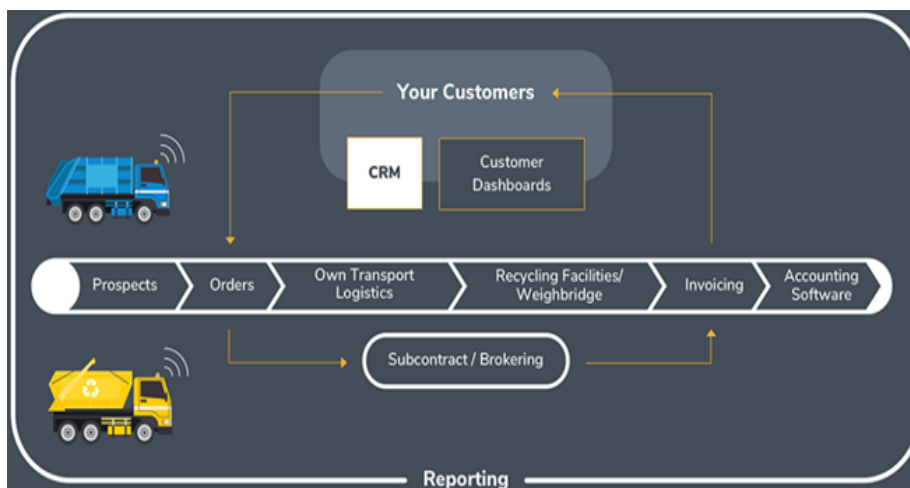 Your Customers
CRM
Customer
Dashboards
Prospects
Orders
Own Transport
Logistics
Recycling Facilities/
Weighbridge
Invoicing
Accounting
Software
Subcontract / Brokering
Reporting